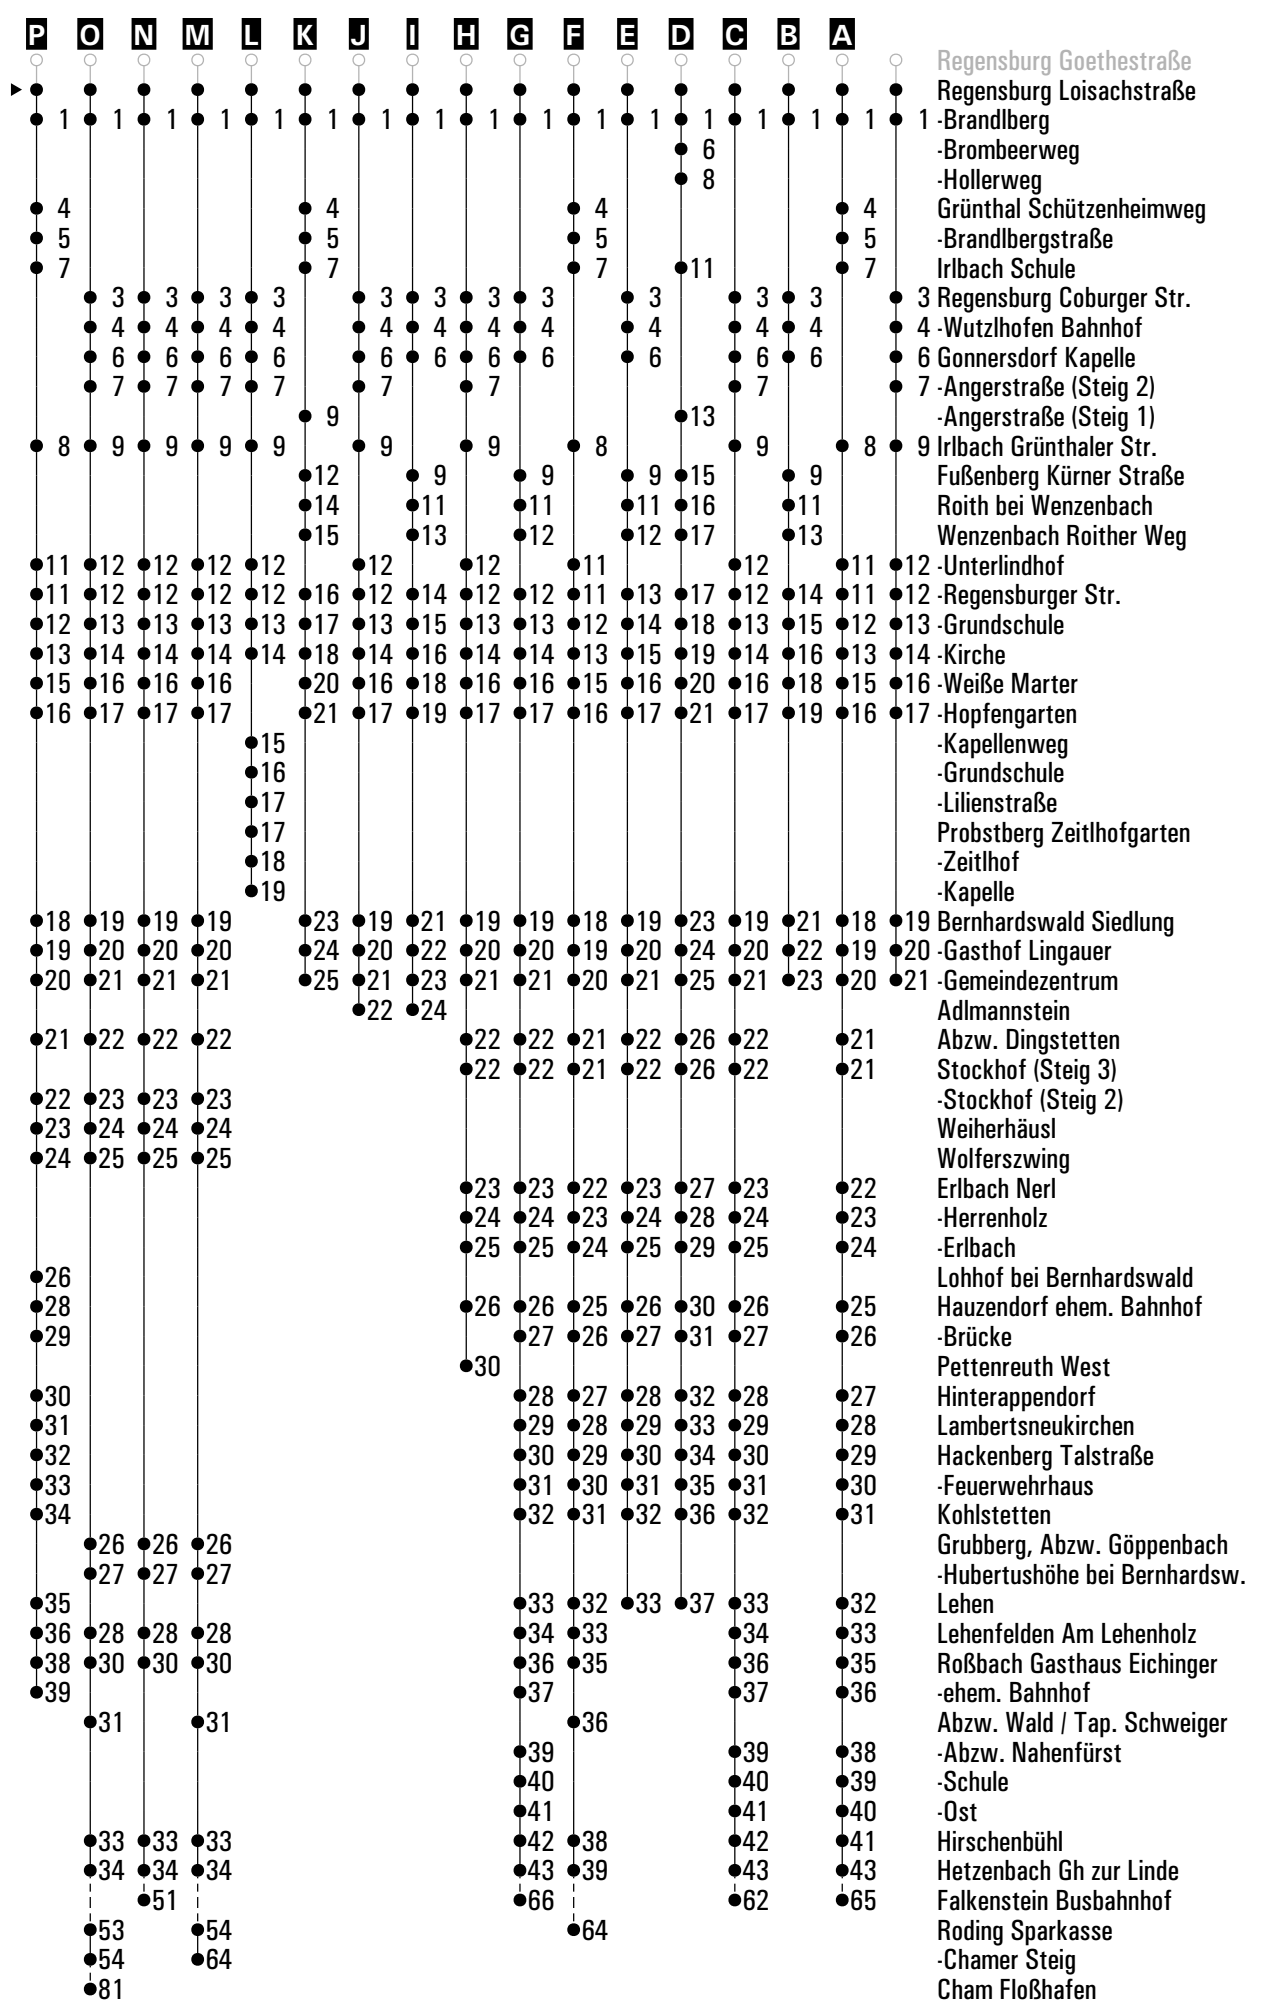 P O N M L K J I H G F E D C B A
Regensburg Goethestraße
Regensburg Loisachstraße
1 1 1 1 1 1 1 1 1 1 1 1 1 1 1 1 1 -Brandlberg
6 -Brombeerweg
8 -Hollerweg
4 4 4 4 Grünthal Schützenheimweg
5 5 5 5 -Brandlbergstraße
7 7 7 11 7 Irlbach Schule
3 3 3 3 3 3 3 3 3 3 3 3 Regensburg Coburger Str.
4 4 4 4 4 4 4 4 4 4 4 4 -Wutzlhofen Bahnhof
6 6 6 6 6 6 6 6 6 6 6 6 Gonnersdorf Kapelle
7 7 7 7 7 7 7 7 -Angerstraße (Steig 2)
9 13 -Angerstraße (Steig 1)
8 9 9 9 9 9 9 8 9 8 9 Irlbach Grünthaler Str.
12 9 9 9 15 9 Fußenberg Kürner Straße
14 11 11 11 16 11 Roith bei Wenzenbach
15 13 12 12 17 13 Wenzenbach Roither Weg
11 12 12 12 12 12 12 11 12 11 12 -Unterlindhof
11 12 12 12 12 16 12 14 12 12 11 13 17 12 14 11 12 -Regensburger Str.
12 13 13 13 13 17 13 15 13 13 12 14 18 13 15 12 13 -Grundschule
13 14 14 14 14 18 14 16 14 14 13 15 19 14 16 13 14 -Kirche
15 16 16 16 20 16 18 16 16 15 16 20 16 18 15 16 -Weiße Marter
16 17 17 17 21 17 19 17 17 16 17 21 17 19 16 17 -Hopfengarten
15 -Kapellenweg
16 -Grundschule
17 -Lilienstraße
17 Probstberg Zeitlhofgarten
18 -Zeitlhof
19 -Kapelle
18 19 19 19 23 19 21 19 19 18 19 23 19 21 18 19 Bernhardswald Siedlung
19 20 20 20 24 20 22 20 20 19 20 24 20 22 19 20 -Gasthof Lingauer
20 21 21 21 25 21 23 21 21 20 21 25 21 23 20 21 -Gemeindezentrum
22 24 Adlmannstein
21 22 22 22 22 22 21 22 26 22 21 Abzw. Dingstetten
22 22 21 22 26 22 21 Stockhof (Steig 3)
22 23 23 23 -Stockhof (Steig 2)
23 24 24 24 Weiherhäusl
24 25 25 25 Wolferszwing
23 23 22 23 27 23 22 Erlbach Nerl
24 24 23 24 28 24 23 -Herrenholz
25 25 24 25 29 25 24 -Erlbach
26 Lohhof bei Bernhardswald
28 26 26 25 26 30 26 25 Hauzendorf ehem. Bahnhof
29 27 26 27 31 27 26 -Brücke
30 Pettenreuth West
30 28 27 28 32 28 27 Hinterappendorf
31 29 28 29 33 29 28 Lambertsneukirchen
32 30 29 30 34 30 29 Hackenberg Talstraße
33 31 30 31 35 31 30 -Feuerwehrhaus
34 32 31 32 36 32 31 Kohlstetten
26 26 26 Grubberg, Abzw. Göppenbach
27 27 27 -Hubertushöhe bei Bernhardsw.
35 33 32 33 37 33 32 Lehen
36 28 28 28 34 33 34 33 Lehenfelden Am Lehenholz
38 30 30 30 36 35 36 35 Roßbach Gasthaus Eichinger
39 37 37 36 -ehem. Bahnhof
31 31 36 Abzw. Wald / Tap. Schweiger
39 39 38 -Abzw. Nahenfürst
40 40 39 -Schule
41 41 40 -Ost
33 33 33 42 38 42 41 Hirschenbühl
34 34 34 43 39 43 43 Hetzenbach Gh zur Linde
51 66 62 65 Falkenstein Busbahnhof
53 54 64 Roding Sparkasse
54 64 -Chamer Steig
81 Cham Floßhafen